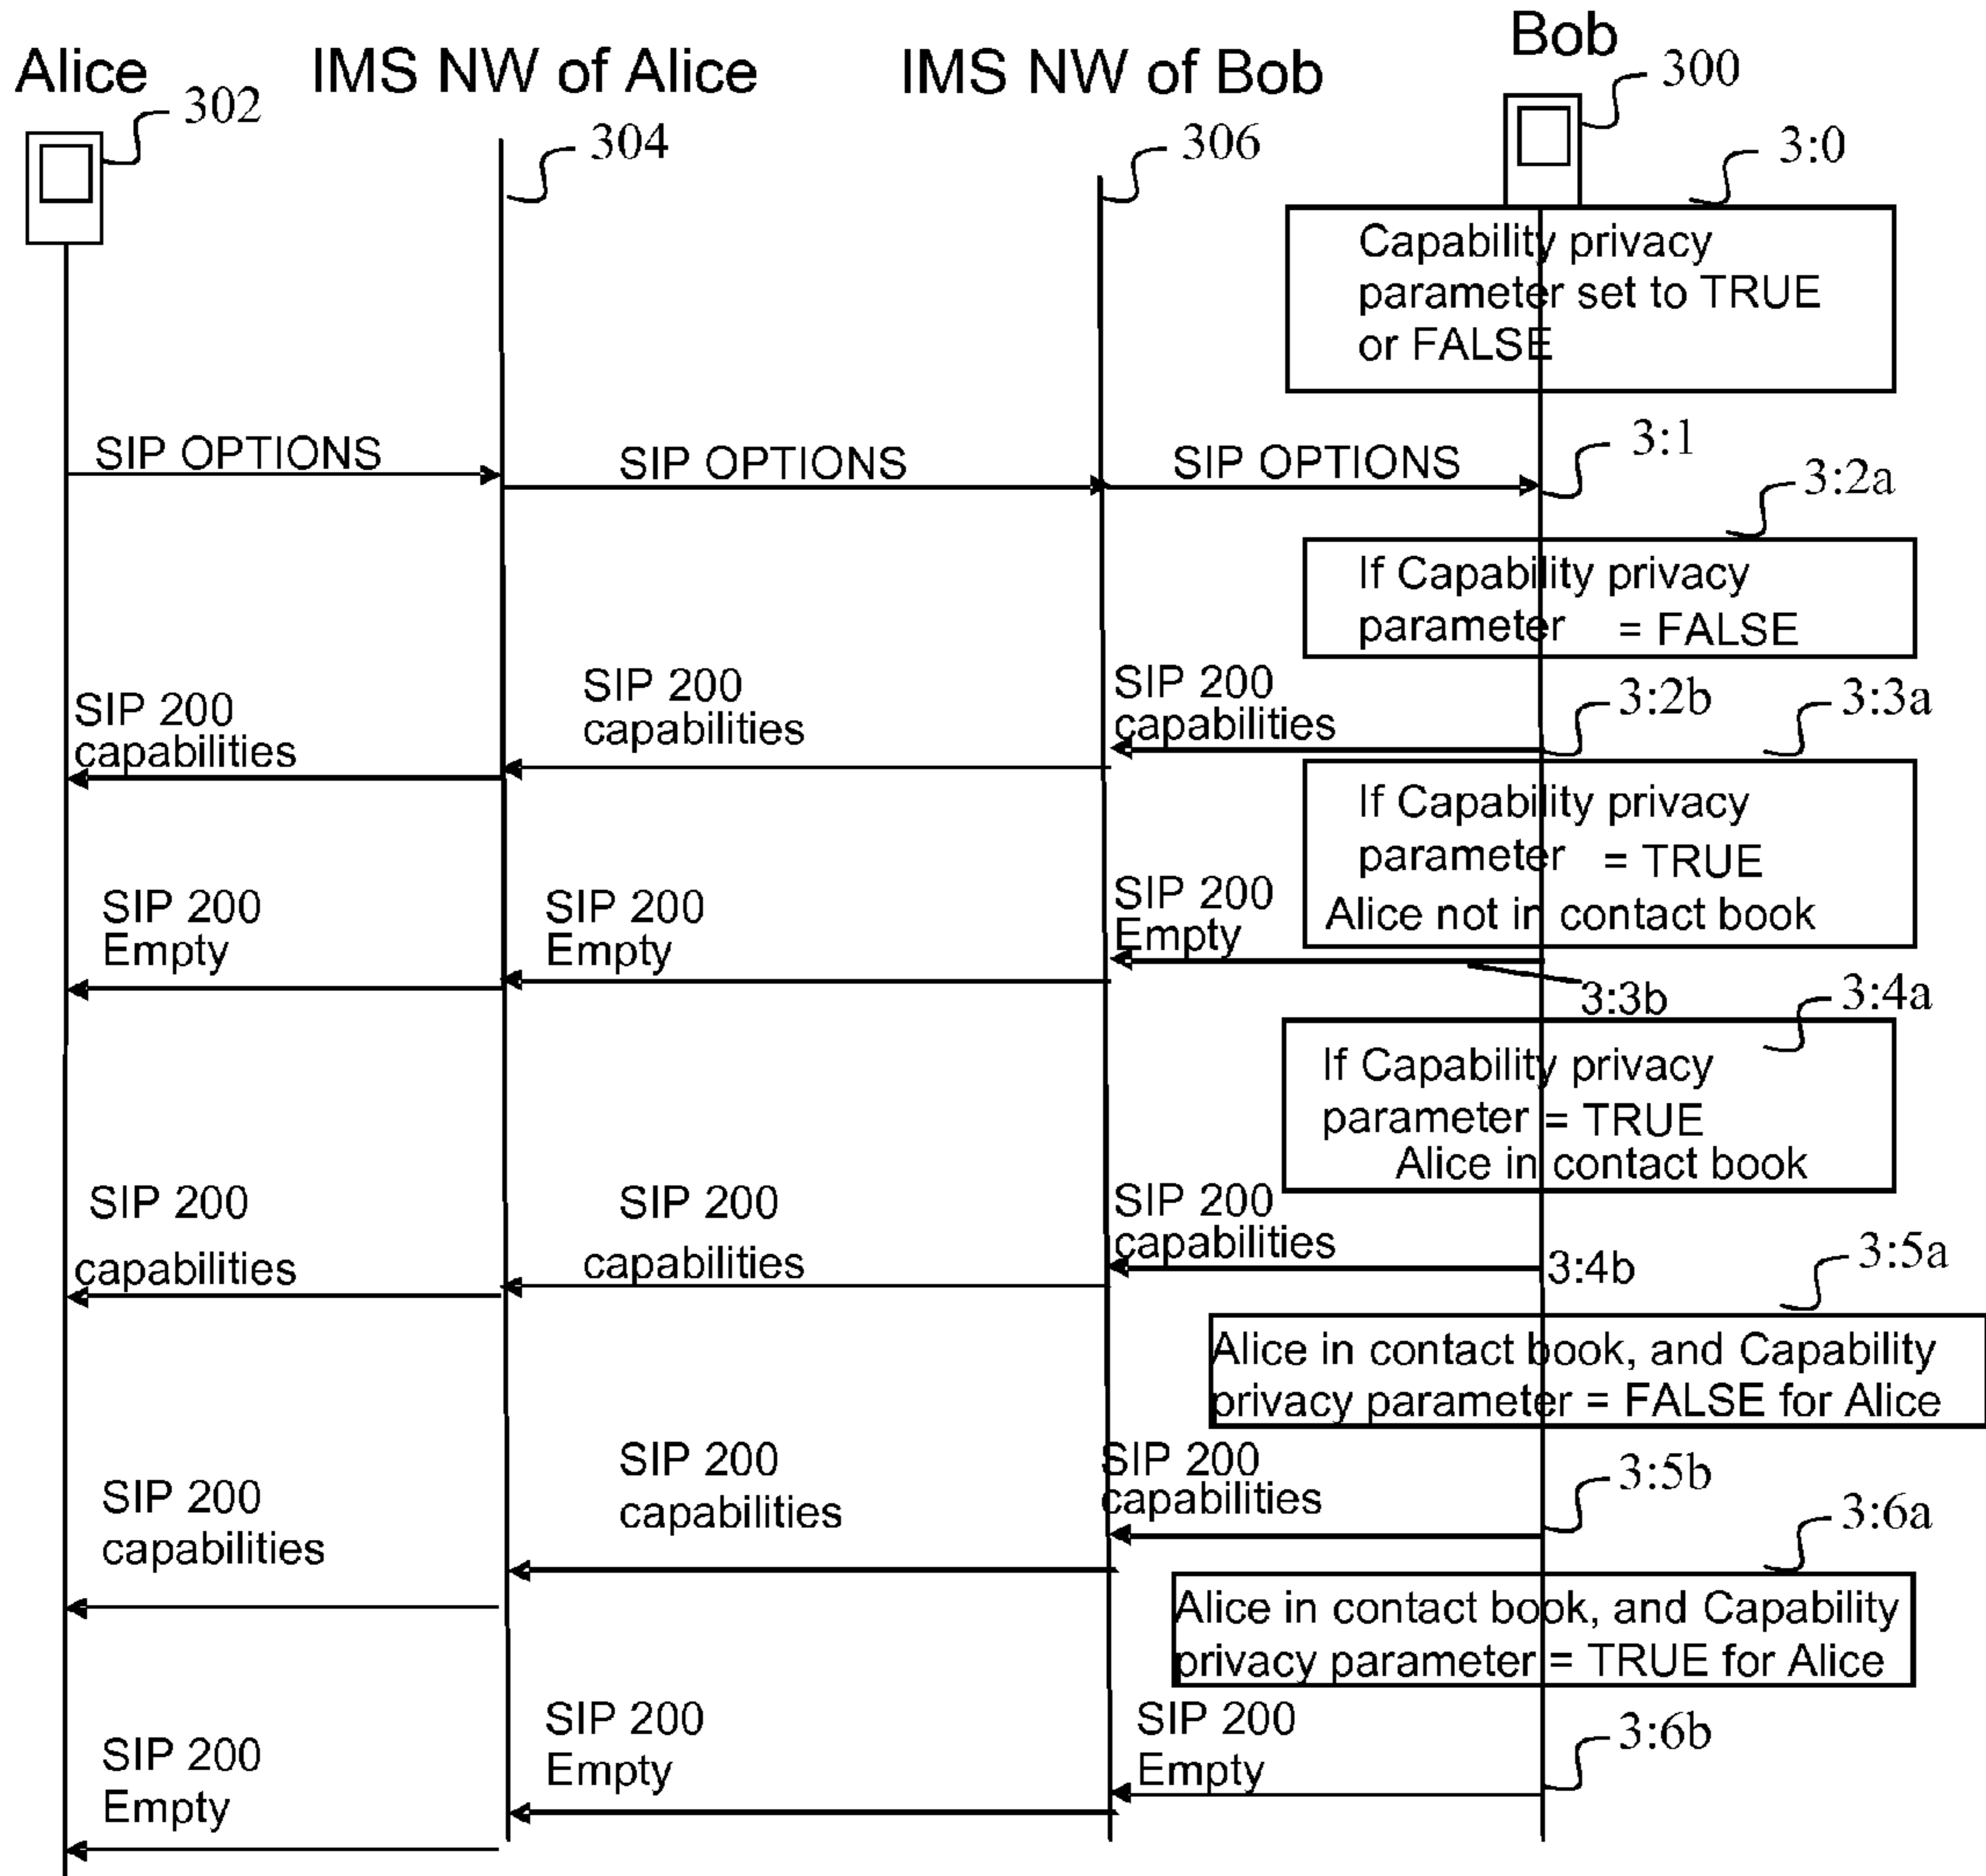 Alice
IMS NW of Alice
IMS NW of Bob
Bob
302
304
306
300
3:0
Capability privacy
parameter set to TRUE
or FALSE
SIP OPTIONS
SIP OPTIONS
SIP OPTIONS
3:1
3:2a
If Capability privacy
parameter = FALSE
SIP 200
capabilities
SIP 200
capabilities
SIP 200
capabilities
3:2b
3:3a
If Capability privacy
parameter = TRUE
Alice not in contact book
SIP 200
Empty
SIP 200
Empty
SIP 200
Empty
3:3b
3:4a
If Capability privacy
parameter = TRUE
Alice in contact book
SIP 200
capabilities
SIP 200
capabilities
SIP 200
capabilities
3:4b
3:5a
Alice in contact book, and Capability
privacy parameter = FALSE for Alice
SIP 200
capabilities
SIP 200
capabilities
SIP 200
capabilities
3:5b
3:6a
Alice in contact book, and Capability
privacy parameter = TRUE for Alice
SIP 200
Empty
SIP 200
Empty
SIP 200
Empty
3:6b